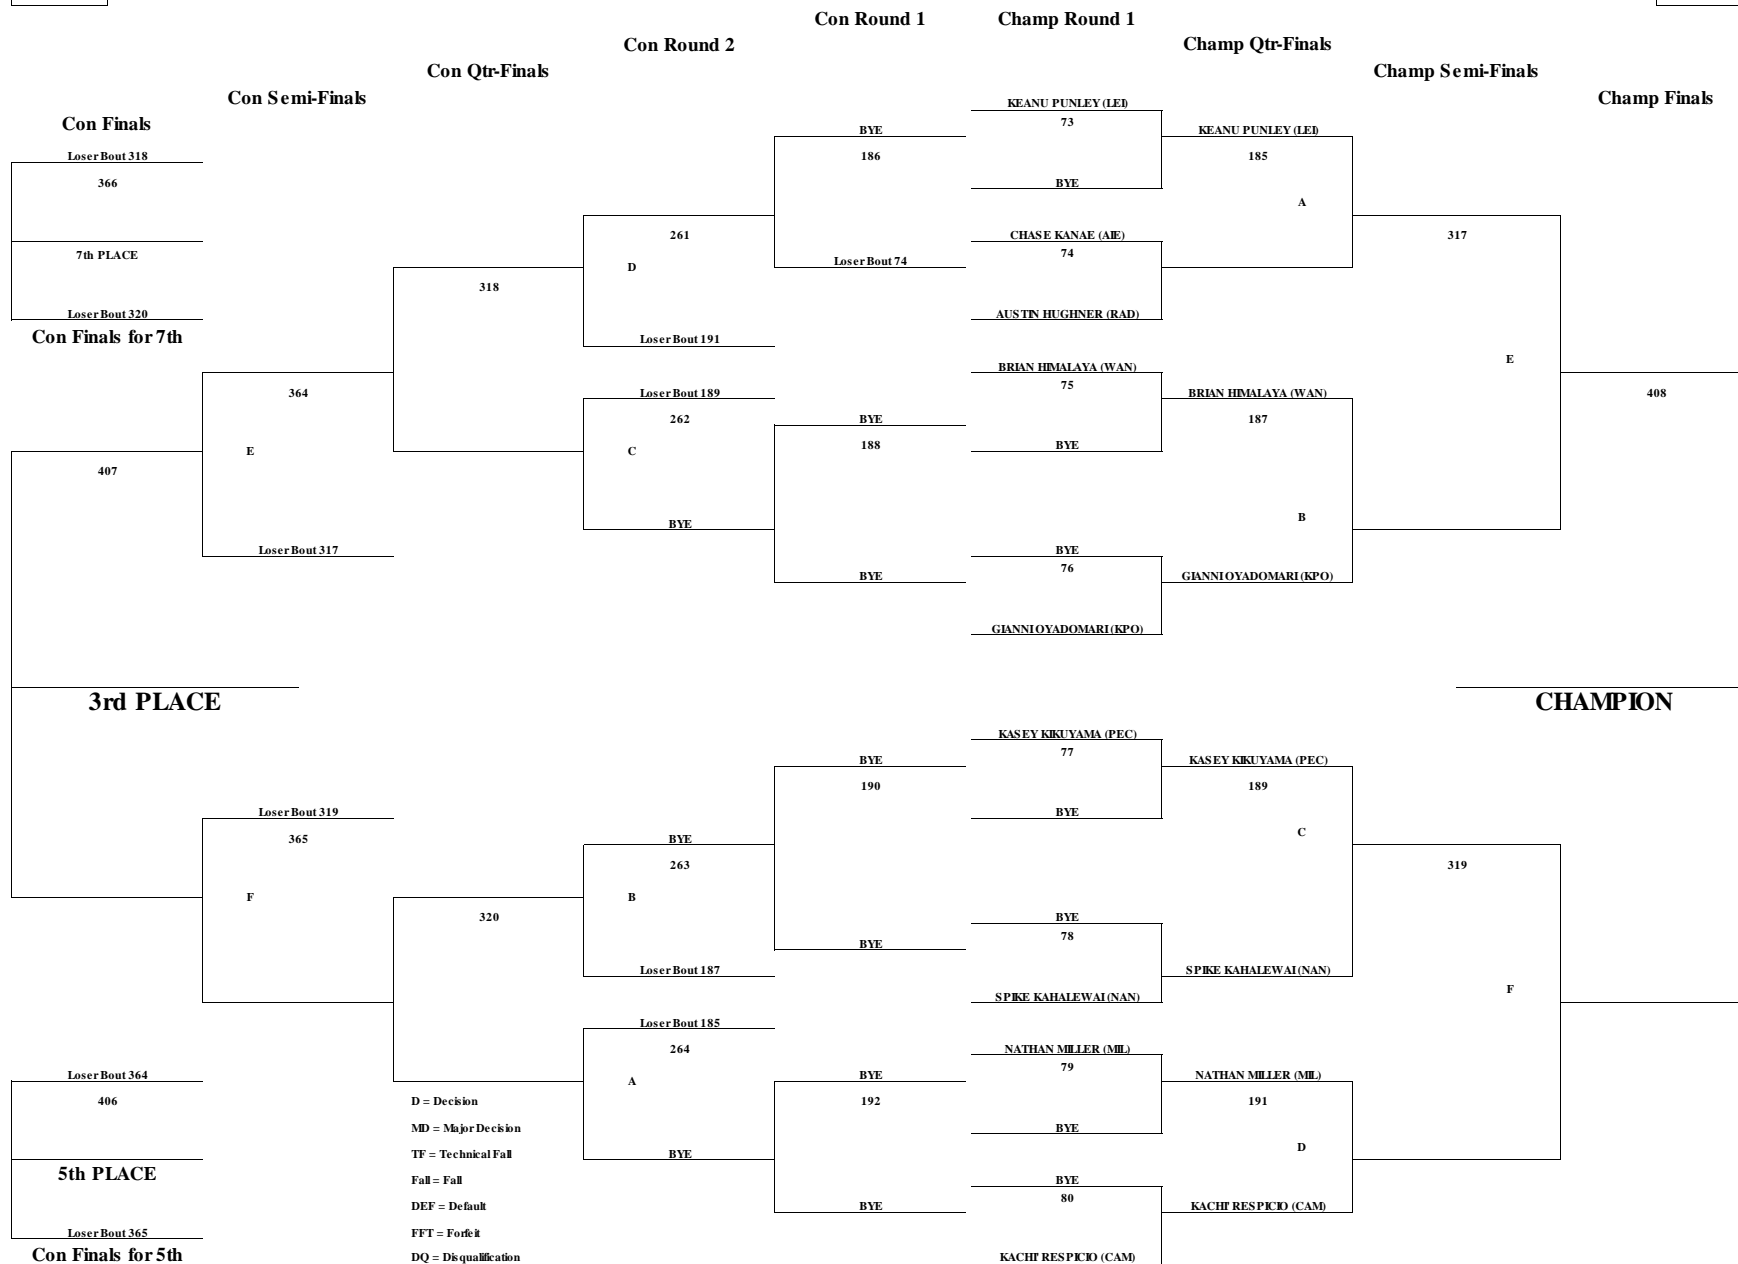 Con Round 1
Champ Round 1
Con Round 2
Champ Qtr-Finals
Con Qtr-Finals
Champ Semi-Finals
Con Semi-Finals
Champ Finals
Con Finals
KEANU PUNLEY (LEI)
73
BYE
KEANU PUNLEY (LEI)
Loser Bout 318
186
185
366
BYE
A
CHASE KANAE (AIE)
261
317
7th PLACE
74
D
Loser Bout 74
318
Loser Bout 320
AUSTIN HUGHNER (RAD)
Con Finals for 7th
Loser Bout 191
E
BRIAN HIMALAYA (WAN)
75
364
Loser Bout 189
BRIAN HIMALAYA (WAN)
408
262
BYE
187
E
C
188
BYE
407
B
BYE
Loser Bout 317
BYE
76
BYE
GIANNI OYADOMARI (KPO)
GIANNI OYADOMARI (KPO)
3rd PLACE
CHAMPION
KASEY KIKUYAMA (PEC)
77
BYE
KASEY KIKUYAMA (PEC)
190
189
Loser Bout 319
BYE
365
BYE
C
263
319
F
B
320
BYE
78
BYE
Loser Bout 187
SPIKE KAHALEWAI (NAN)
F
SPIKE KAHALEWAI (NAN)
Loser Bout 185
264
NATHAN MILLER (MIL)
79
Loser Bout 364
A
BYE
NATHAN MILLER (MIL)
406
D = Decision
192
191
MD = Major Decision
BYE
TF = Technical Fall
BYE
D
5th PLACE
Fall = Fall
BYE
80
DEF = Default
BYE
KACHI' RESPICIO (CAM)
Loser Bout 365
FFT = Forfeit
Con Finals for 5th
DQ = Disqualification
KACHI' RESPICIO (CAM)